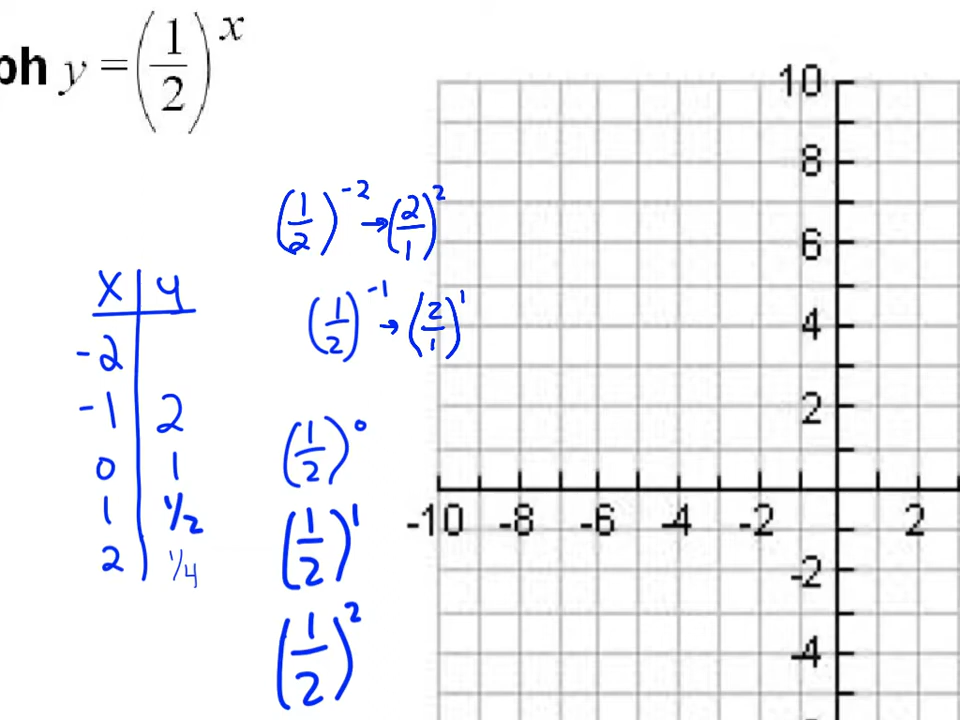 ph y = (1/2)^x
(1/2)^-2 → (2/1)^2
(1/2)^-1 → (2/1)^1
x | y
-2 |
-1 | 2
0 | 1
1 | 1/2
2 | 1/4
(1/2)^0
(1/2)^1
(1/2)^2
10
8
6
4
2
-10 -8 -6 -4 -2 2
-2
-4